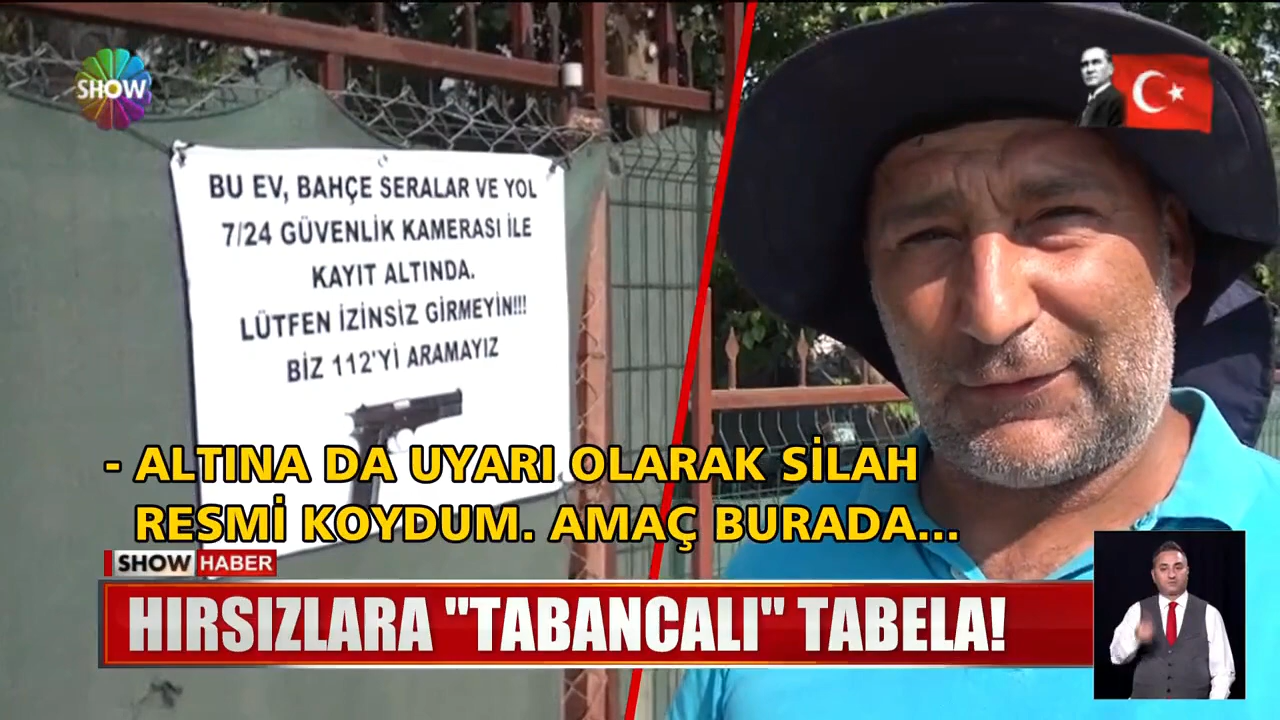 SHOW
BU EV, BAHÇE SERALAR VE YOL
7/24 GÜVENLİK KAMERASI İLE
KAYIT ALTINDA.
LÜTFEN İZİNSİZ GİRMEYİN!!!
BİZ 112'Yİ ARAMAYIZ
- ALTINA DA UYARI OLARAK SİLAH
RESMİ KOYDUM. AMAÇ BURADA...
SHOW HABER
HIRSIZLARA "TABANCALI" TABELA!